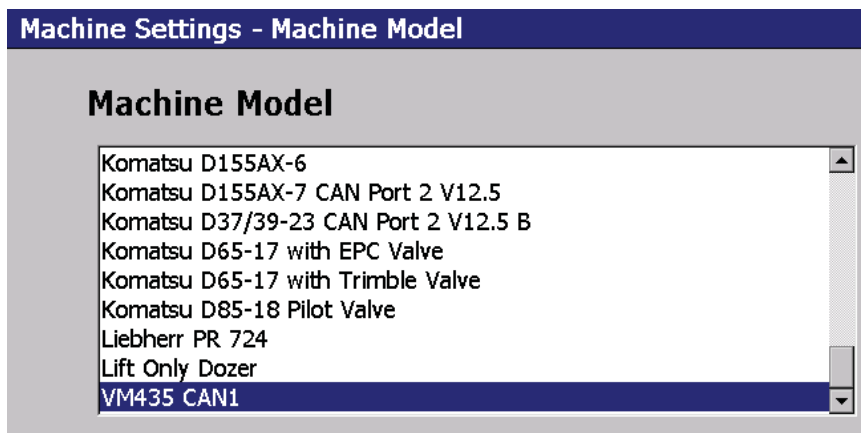 Machine Settings - Machine Model
Machine Model
Komatsu D155AX-6
Komatsu D155AX-7 CAN Port 2 V12.5
Komatsu D37/39-23 CAN Port 2 V12.5 B
Komatsu D65-17 with EPC Valve
Komatsu D65-17 with Trimble Valve
Komatsu D85-18 Pilot Valve
Liebherr PR 724
Lift Only Dozer
VM435 CAN1